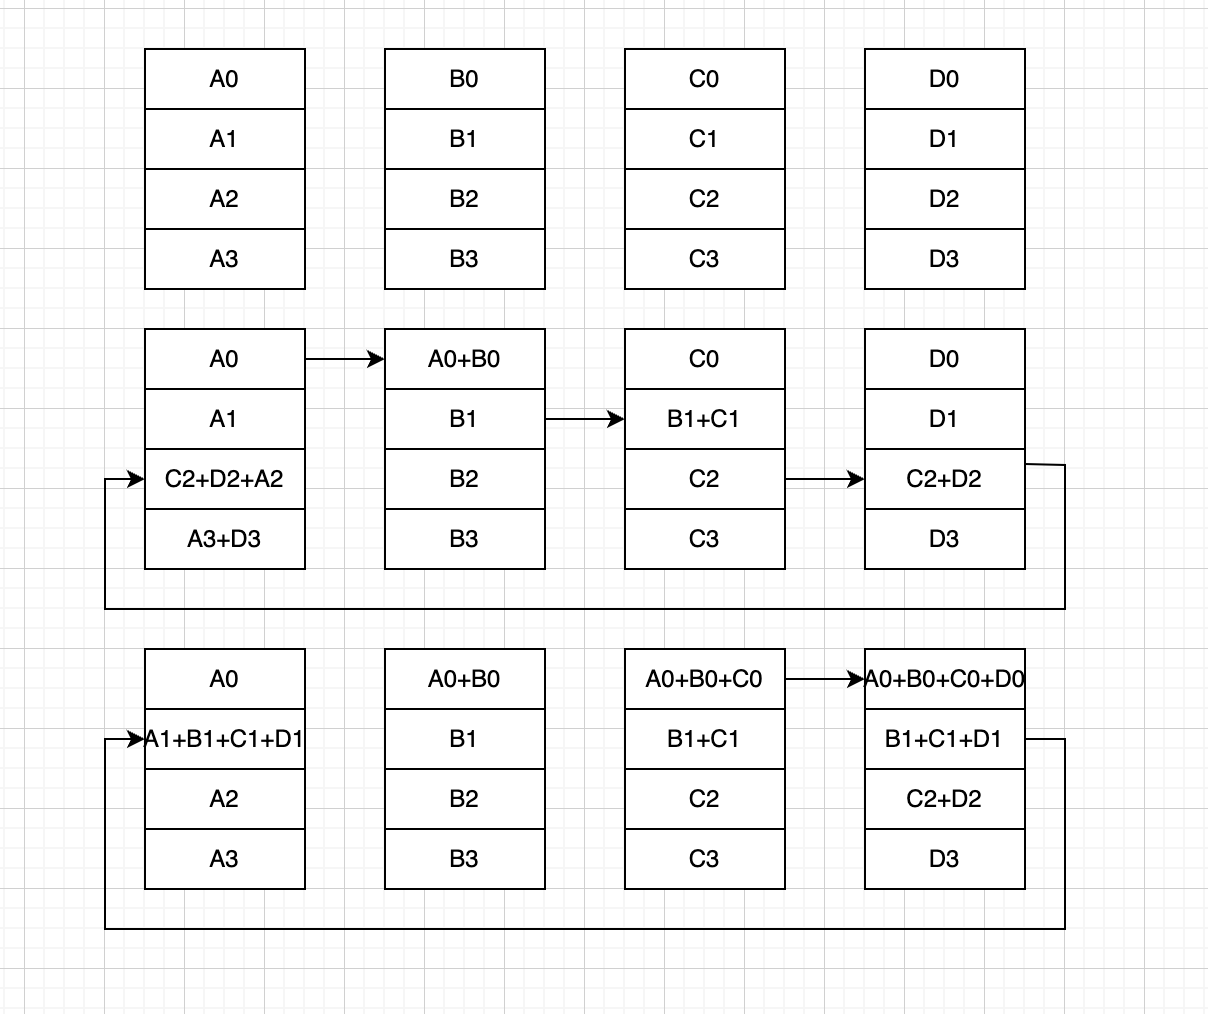 A0 B0 C0 D0
A1 B1 C1 D1
A2 B2 C2 D2
A3 B3 C3 D3
A0 A0+B0 C0 D0
A1 B1 B1+C1 D1
C2+D2+A2 B2 C2 C2+D2
A3+D3 B3 C3 D3
A0 A0+B0 A0+B0+C0 A0+B0+C0+D0
A1+B1+C1+D1 B1 B1+C1 B1+C1+D1
A2 B2 C2 C2+D2
A3 B3 C3 D3